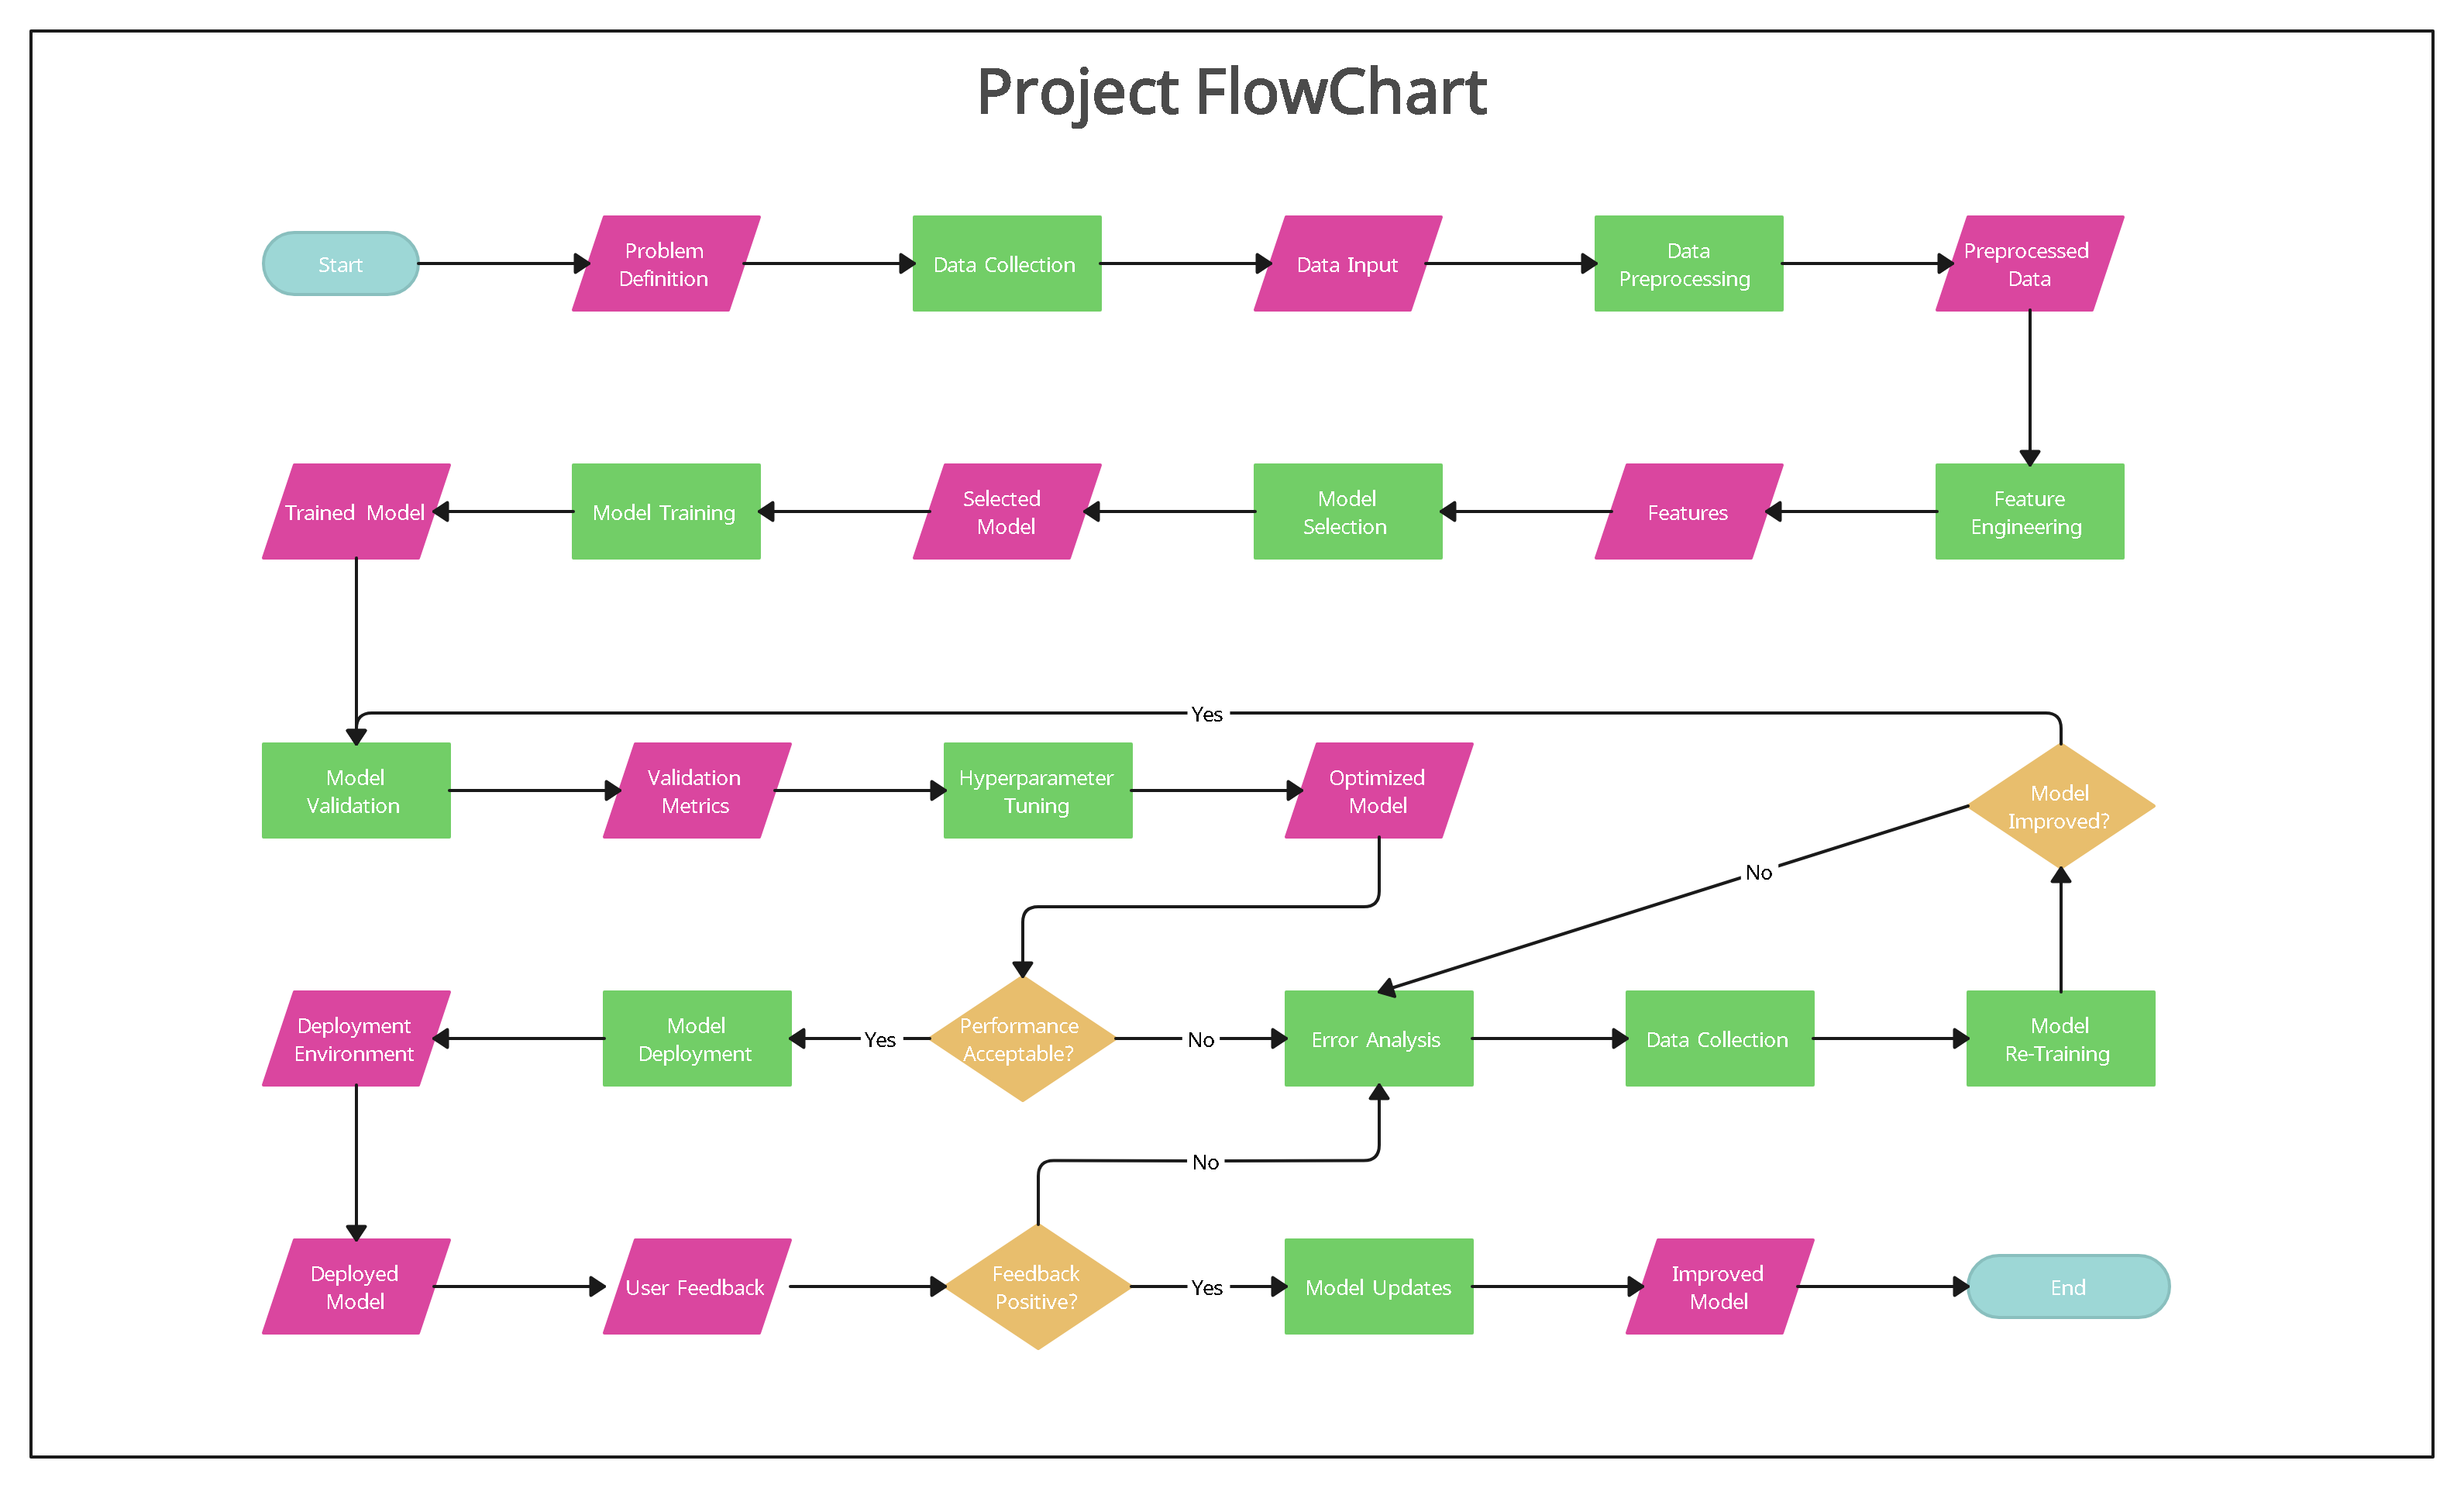 Project FlowChart
Start
Problem
Definition
Data Collection
Data Input
Data
Preprocessing
Preprocessed
Data
Trained Model
Model Training
Selected
Model
Model
Selection
Features
Feature
Engineering
Yes
Model
Validation
Validation
Metrics
Hyperparameter
Tuning
Optimized
Model
Model
Improved?
No
Deployment
Environment
Model
Deployment
Yes
Performance
Acceptable?
No
Error Analysis
Data Collection
Model
Re-Training
No
Deployed
Model
User Feedback
Feedback
Positive?
Yes
Model Updates
Improved
Model
End